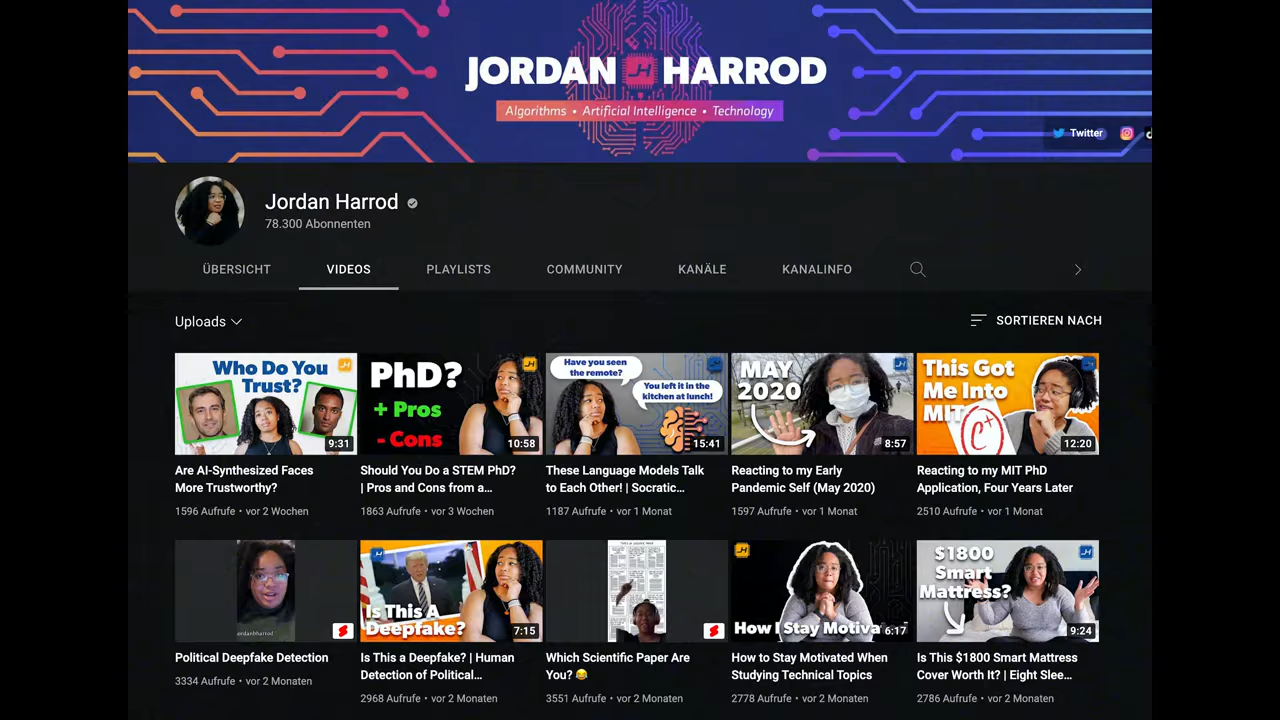 JORDAN JH HARROD
Algorithms • Artificial Intelligence • Technology
Twitter
Jordan Harrod
78.300 Abonnenten
ÜBERSICHT
VIDEOS
PLAYLISTS
COMMUNITY
KANÄLE
KANALINFO
Uploads
SORTIEREN NACH
Who Do You
Trust?
9:31
PhD?
+ Pros
- Cons
10:58
Have you seen
the remote?
You left it in the
kitchen at lunch!
15:41
MAY
2020
8:57
This Got
Me Into
MIT
C+
12:20
Are AI-Synthesized Faces
More Trustworthy?
1596 Aufrufe • vor 2 Wochen
Should You Do a STEM PhD?
| Pros and Cons from a...
1863 Aufrufe • vor 3 Wochen
These Language Models Talk
to Each Other! | Socratic...
1187 Aufrufe • vor 1 Monat
Reacting to my Early
Pandemic Self (May 2020)
1597 Aufrufe • vor 1 Monat
Reacting to my MIT PhD
Application, Four Years Later
2510 Aufrufe • vor 1 Monat
jordanbharrod
Is This A
Deepfake?
7:15
How I Stay Motiva
6:17
$1800
Smart
Mattress?
9:24
Political Deepfake Detection
3334 Aufrufe • vor 2 Monaten
Is This a Deepfake? | Human
Detection of Political...
2968 Aufrufe • vor 2 Monaten
Which Scientific Paper Are
You? 😂
3551 Aufrufe • vor 2 Monaten
How to Stay Motivated When
Studying Technical Topics
2778 Aufrufe • vor 2 Monaten
Is This $1800 Smart Mattress
Cover Worth It? | Eight Slee...
2786 Aufrufe • vor 2 Monaten